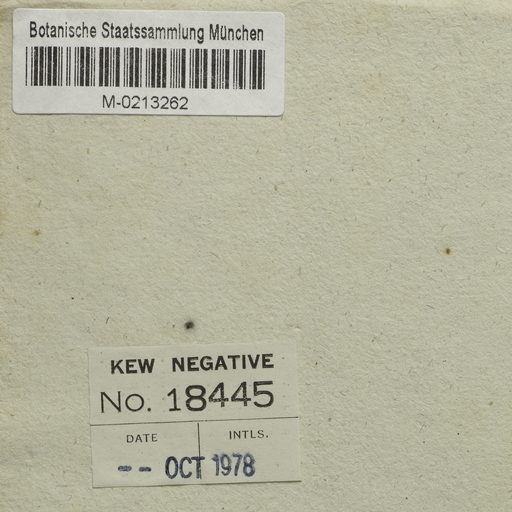 Botanische Staatssammlung München
M-0213262
KEW NEGATIVE
No. 18445
DATE INTLS.
-- OCT 1978